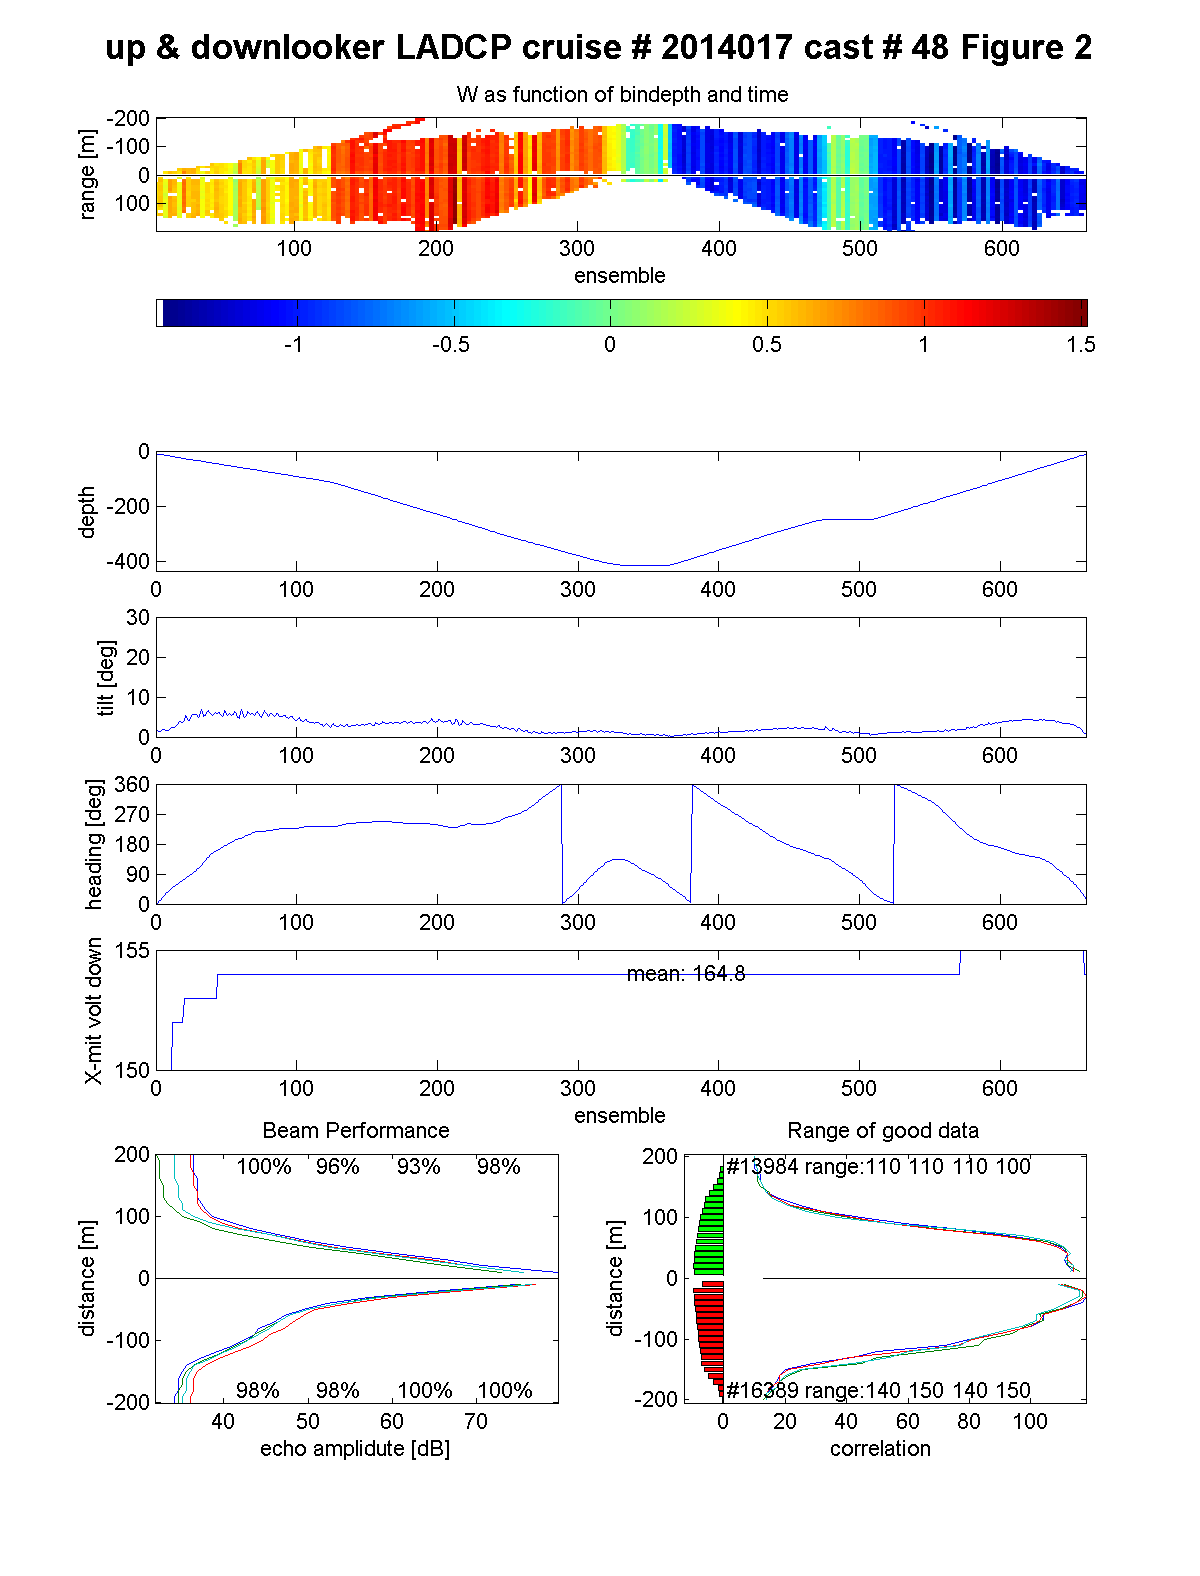 up & downlooker LADCP cruise # 2014017 cast # 48 Figure 2
W as function of bindepth and time
range [m]
-200
-100
0
100
100 200 300 400 500 600
ensemble
-1 -0.5 0 0.5 1 1.5
depth
0
-200
-400
0 100 200 300 400 500 600
tilt [deg]
30
20
10
0
0 100 200 300 400 500 600
heading [deg]
360
270
180
90
0
0 100 200 300 400 500 600
X-mit volt down
155
150
mean: 164.8
0 100 200 300 400 500 600
ensemble
Beam Performance
distance [m]
200
100
0
-100
-200
100% 96% 93% 98%
98% 98% 100% 100%
40 50 60 70
echo amplidute [dB]
Range of good data
distance [m]
200
100
0
-100
-200
#13984 range:110 110 110 100
#16389 range:140 150 140 150
0 20 40 60 80 100
correlation